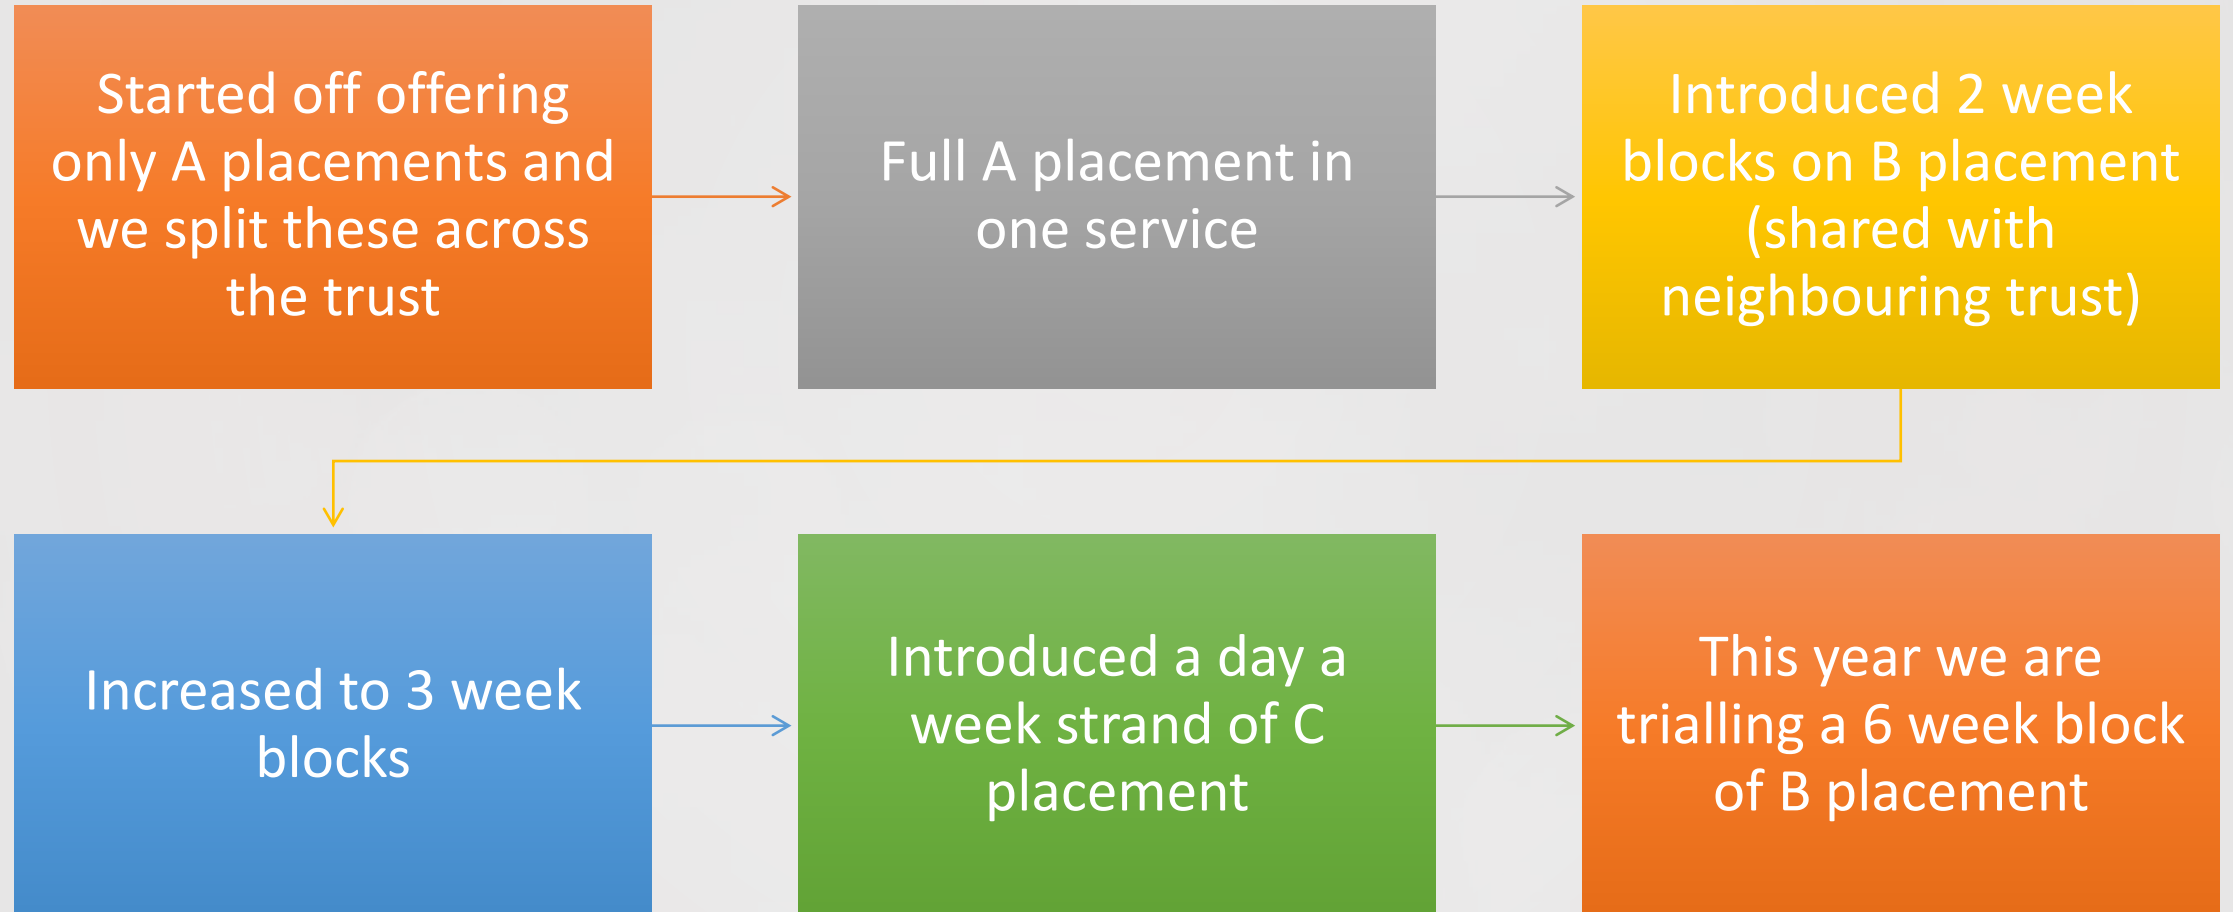 Started off offering
only A placements and
we split these across
the trust
Full A placement in
one service
Introduced 2 week
blocks on B placement
(shared with
neighbouring trust)
Increased to 3 week
blocks
Introduced a day a
week strand of C
placement
This year we are
trialling a 6 week block
of B placement